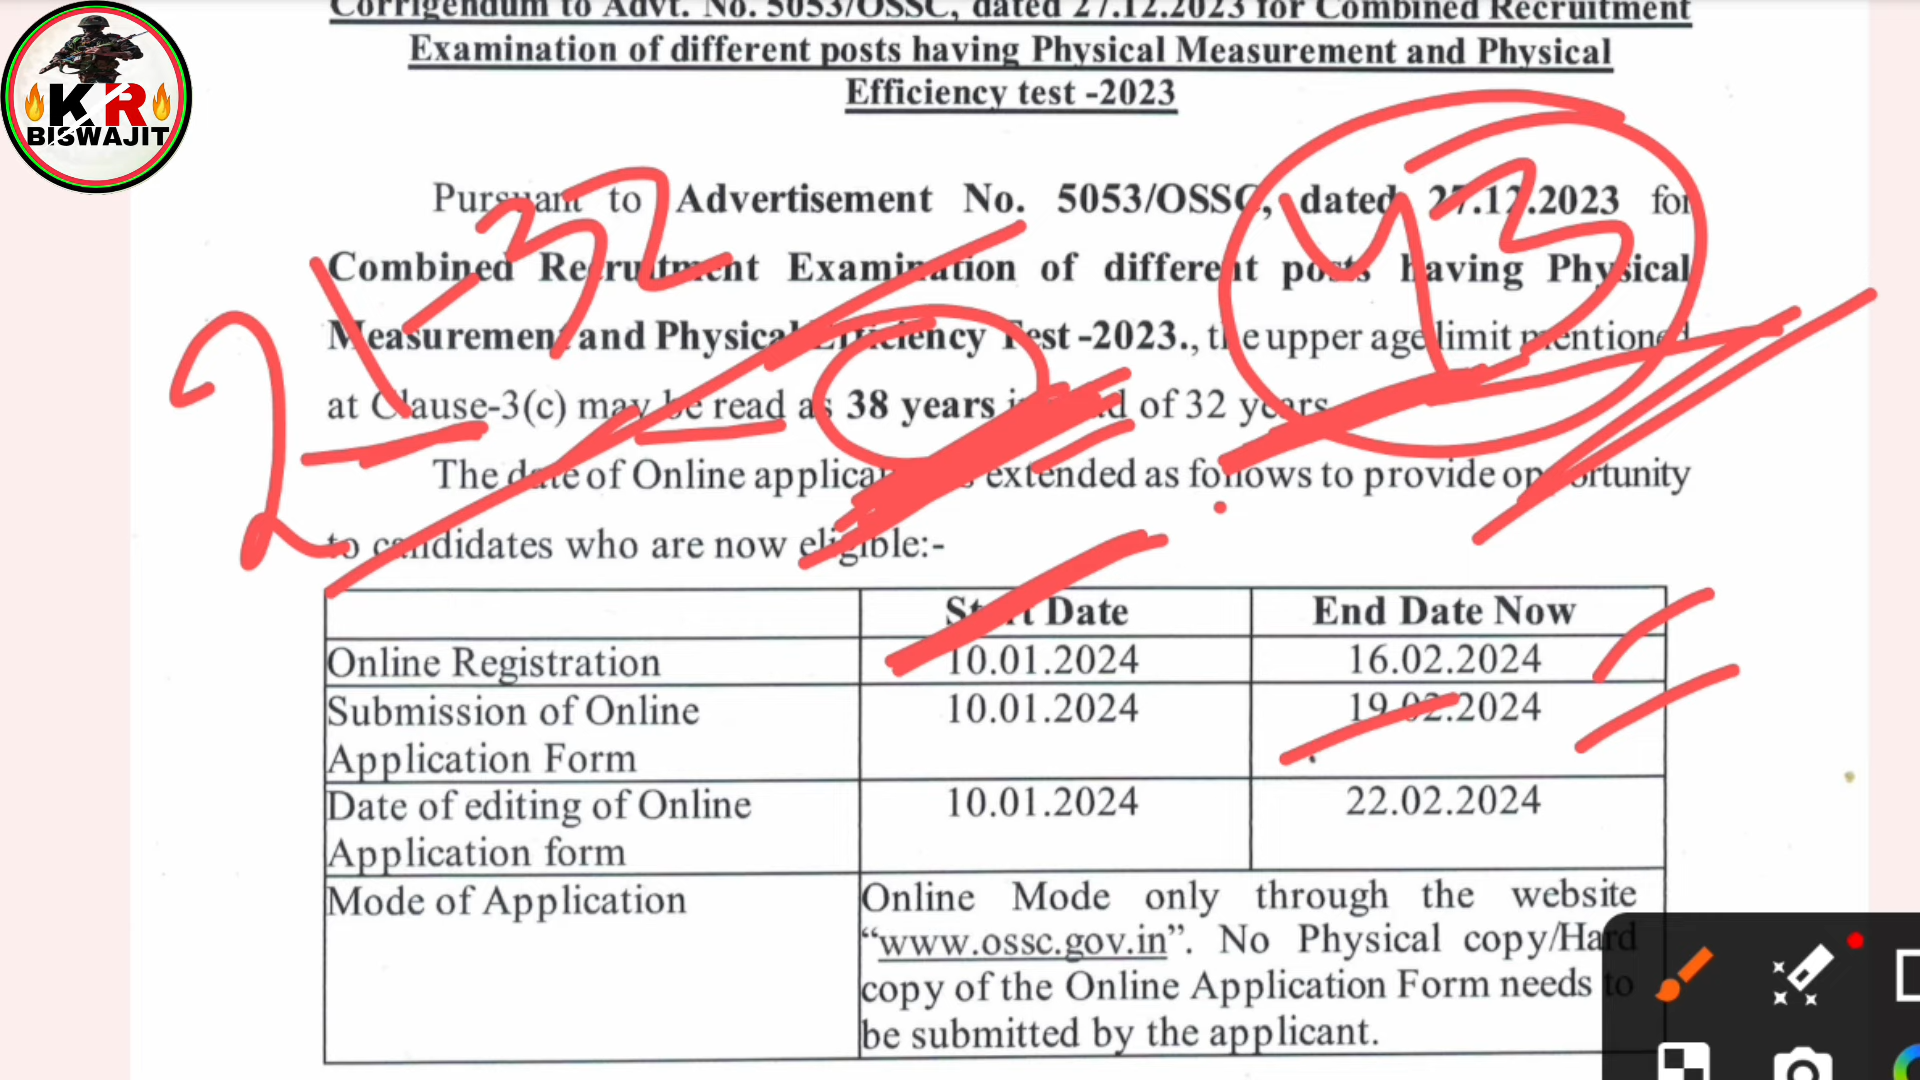 Corrigendum to Advt. No. 5053/OSSC, dated 27.12.2023 for Combined Recruitment
Examination of different posts having Physical Measurement and Physical
Efficiency test -2023
KR
BISWAJIT
Pursuant to Advertisement No. 5053/OSSC, dated 27.12.2023 for
Combined Recruitment Examination of different posts having Physical
Measurement and Physical Efficiency Test -2023., the upper age limit mentioned
at Clause-3(c) may be read as 38 years of 32 years
The date of Online extended as follows to provide opportunity
to candidates who are now eligible:-
21-32
43
Start Date End Date Now
Online Registration 10.01.2024 16.02.2024
Submission of Online 10.01.2024 19.02.2024
Application Form
Date of editing of Online 10.01.2024 22.02.2024
Application form
Mode of Application Online Mode only through the website
“www.ossc.gov.in”. No Physical copy/Hard
copy of the Online Application Form needs to
be submitted by the applicant.